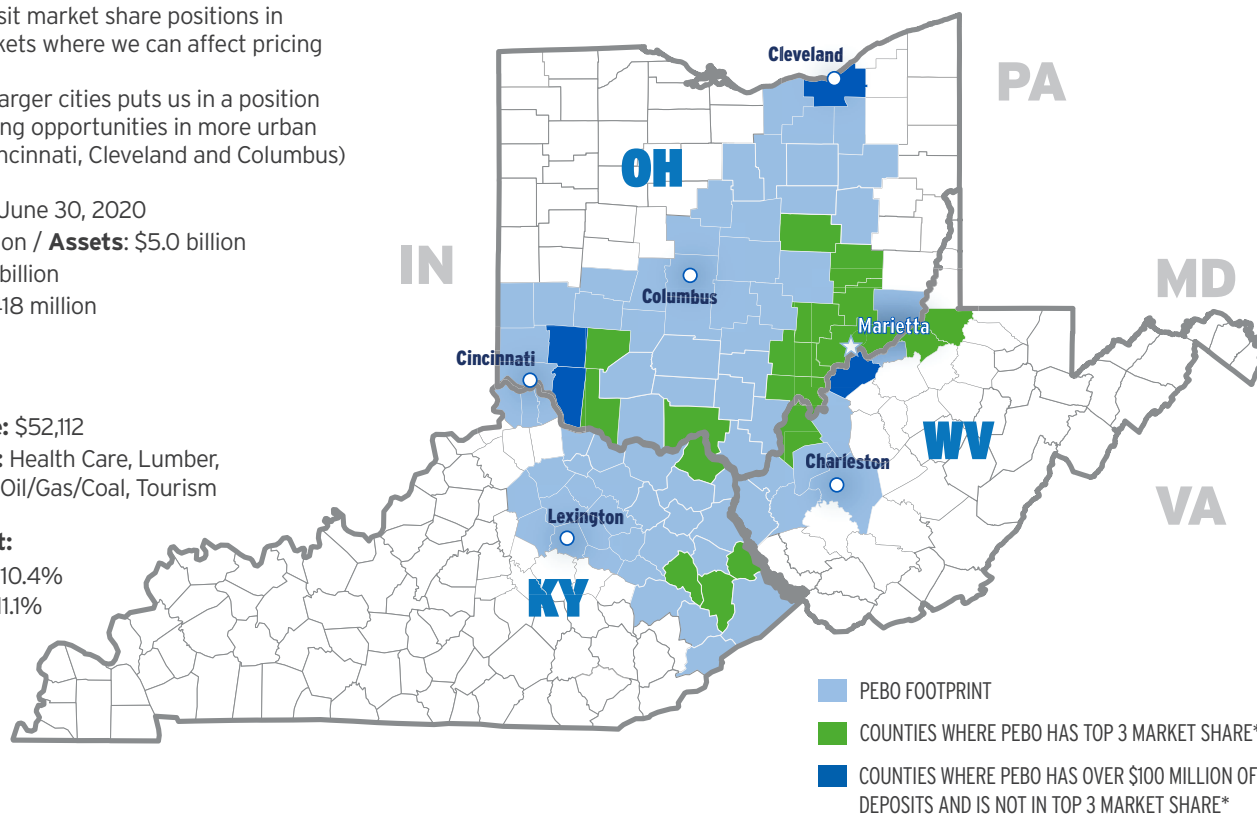 sit market share positions in
kets where we can affect pricing
arger cities puts us in a position
ng opportunities in more urban
ncinnati, Cleveland and Columbus)
June 30, 2020
on / Assets: $5.0 billion
billion
18 million
e: $52,112
: Health Care, Lumber,
Oil/Gas/Coal, Tourism
t:
10.4%
11.1%
Cleveland
PA
OH
IN
MD
Columbus
Marietta
Cincinnati
WV
Charleston
VA
Lexington
KY
PEBO FOOTPRINT
COUNTIES WHERE PEBO HAS TOP 3 MARKET SHARE*
COUNTIES WHERE PEBO HAS OVER $100 MILLION OF
DEPOSITS AND IS NOT IN TOP 3 MARKET SHARE*